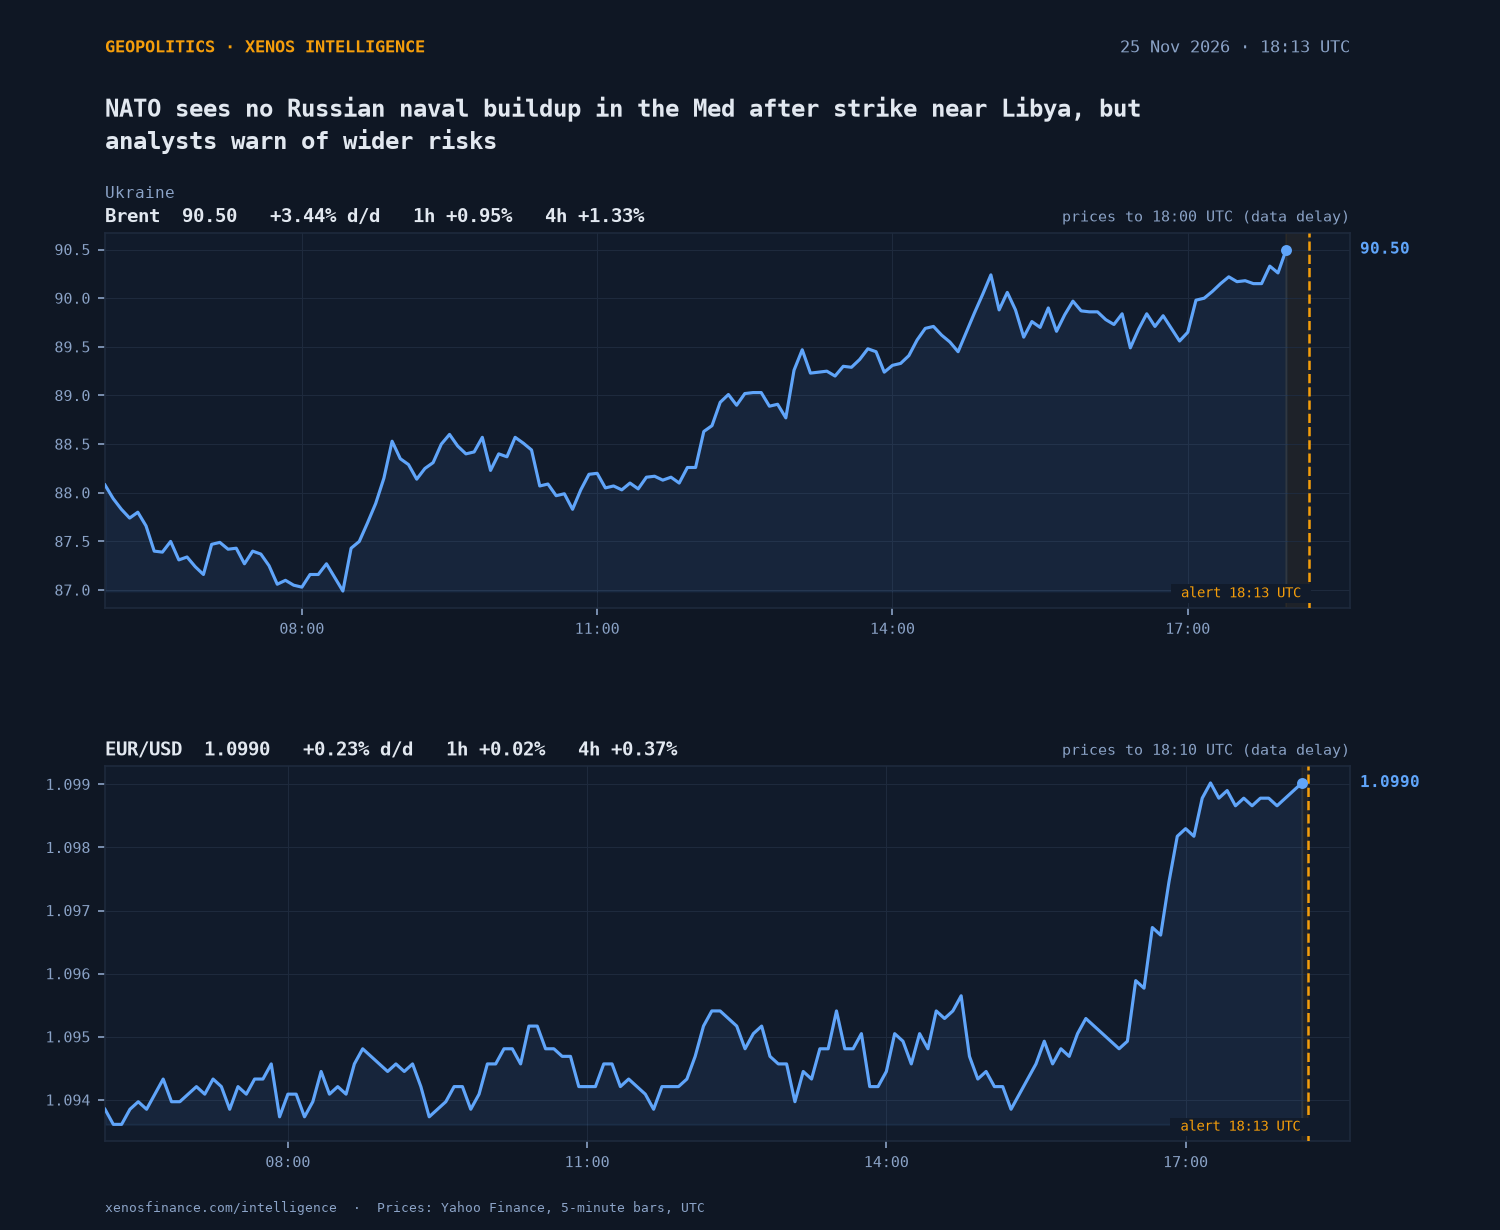 GEOPOLITICS · XENOS INTELLIGENCE
25 Nov 2026 · 18:13 UTC
NATO sees no Russian naval buildup in the Med after strike near Libya, but
analysts warn of wider risks
Ukraine
Brent 90.50 +3.44% d/d 1h +0.95% 4h +1.33%
prices to 18:00 UTC (data delay)
90.50
90.5
90.0
89.5
89.0
88.5
88.0
87.5
87.0
alert 18:13 UTC
08:00 11:00 14:00 17:00
EUR/USD 1.0990 +0.23% d/d 1h +0.02% 4h +0.37%
prices to 18:10 UTC (data delay)
1.0990
1.099
1.098
1.097
1.096
1.095
1.094
alert 18:13 UTC
08:00 11:00 14:00 17:00
xenosfinance.com/intelligence · Prices: Yahoo Finance, 5-minute bars, UTC